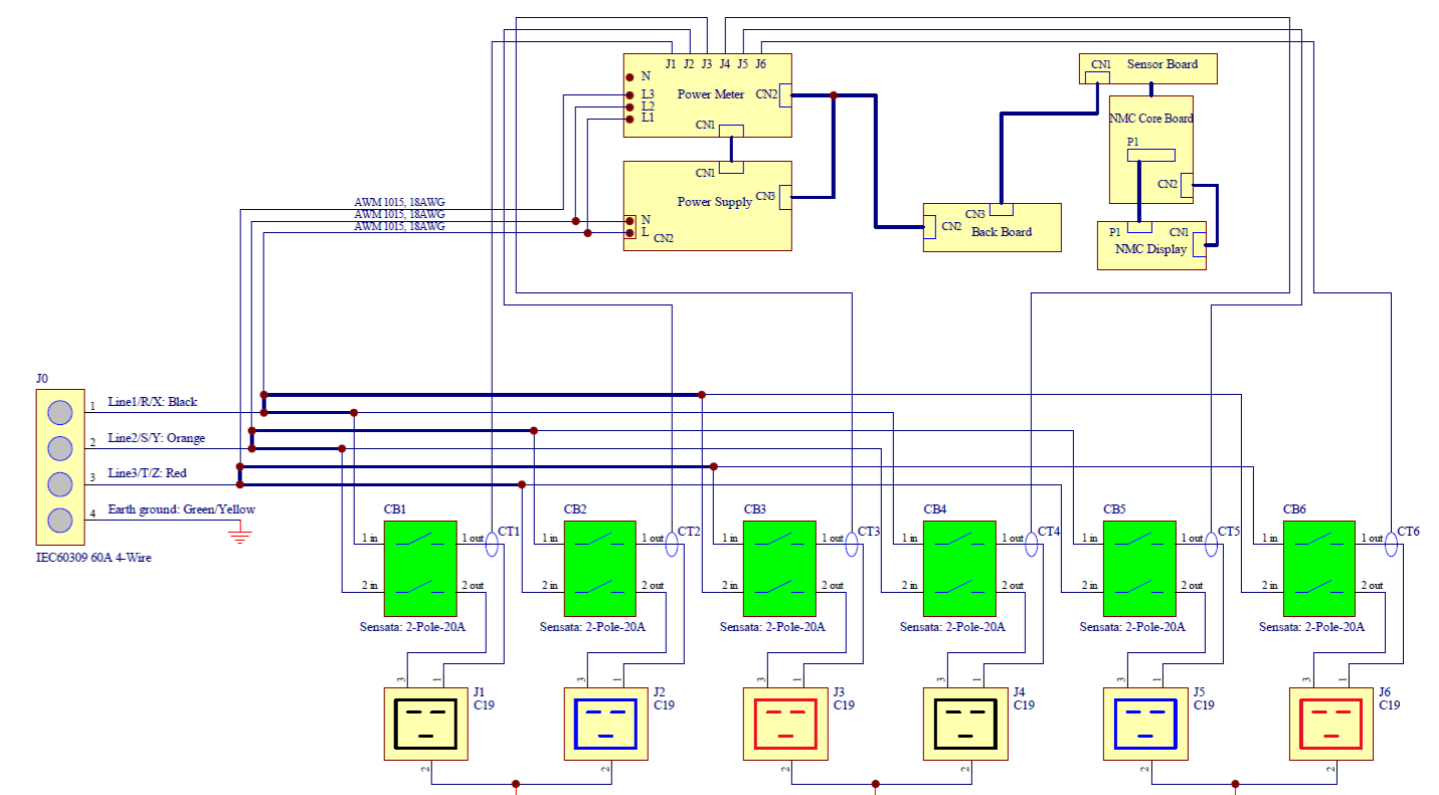 J1 J2 J3 J4 J5 J6
N
L3
L2
L1
Power Meter
CN2
CN1
CN1
Power Supply
CN3
N
L
CN2
AWM 1015, 18AWG
AWM 1015, 18AWG
AWM 1015, 18AWG
CN1
Sensor Board
NMC Core Board
P1
CN2
CN3
CN2
Back Board
P1
CN1
NMC Display
J0
1
Line1/R/X: Black
2
Line2/S/Y: Orange
3
Line3/T/Z: Red
4
Earth ground: Green/Yellow
IEC60309 60A 4-Wire
CB1
CB2
CB3
CB4
CB5
CB6
1 in
1 out
CT1
1 in
1 out
CT2
1 in
1 out
CT3
1 in
1 out
CT4
1 in
1 out
CT5
1 in
1 out
CT6
2 in
2 out
2 in
2 out
2 in
2 out
2 in
2 out
2 in
2 out
2 in
2 out
Sensata: 2-Pole-20A
Sensata: 2-Pole-20A
Sensata: 2-Pole-20A
Sensata: 2-Pole-20A
Sensata: 2-Pole-20A
Sensata: 2-Pole-20A
3
1
3
1
3
1
3
1
3
1
3
1
J1
C19
J2
C19
J3
C19
J4
C19
J5
C19
J6
C19
2
2
2
2
2
2